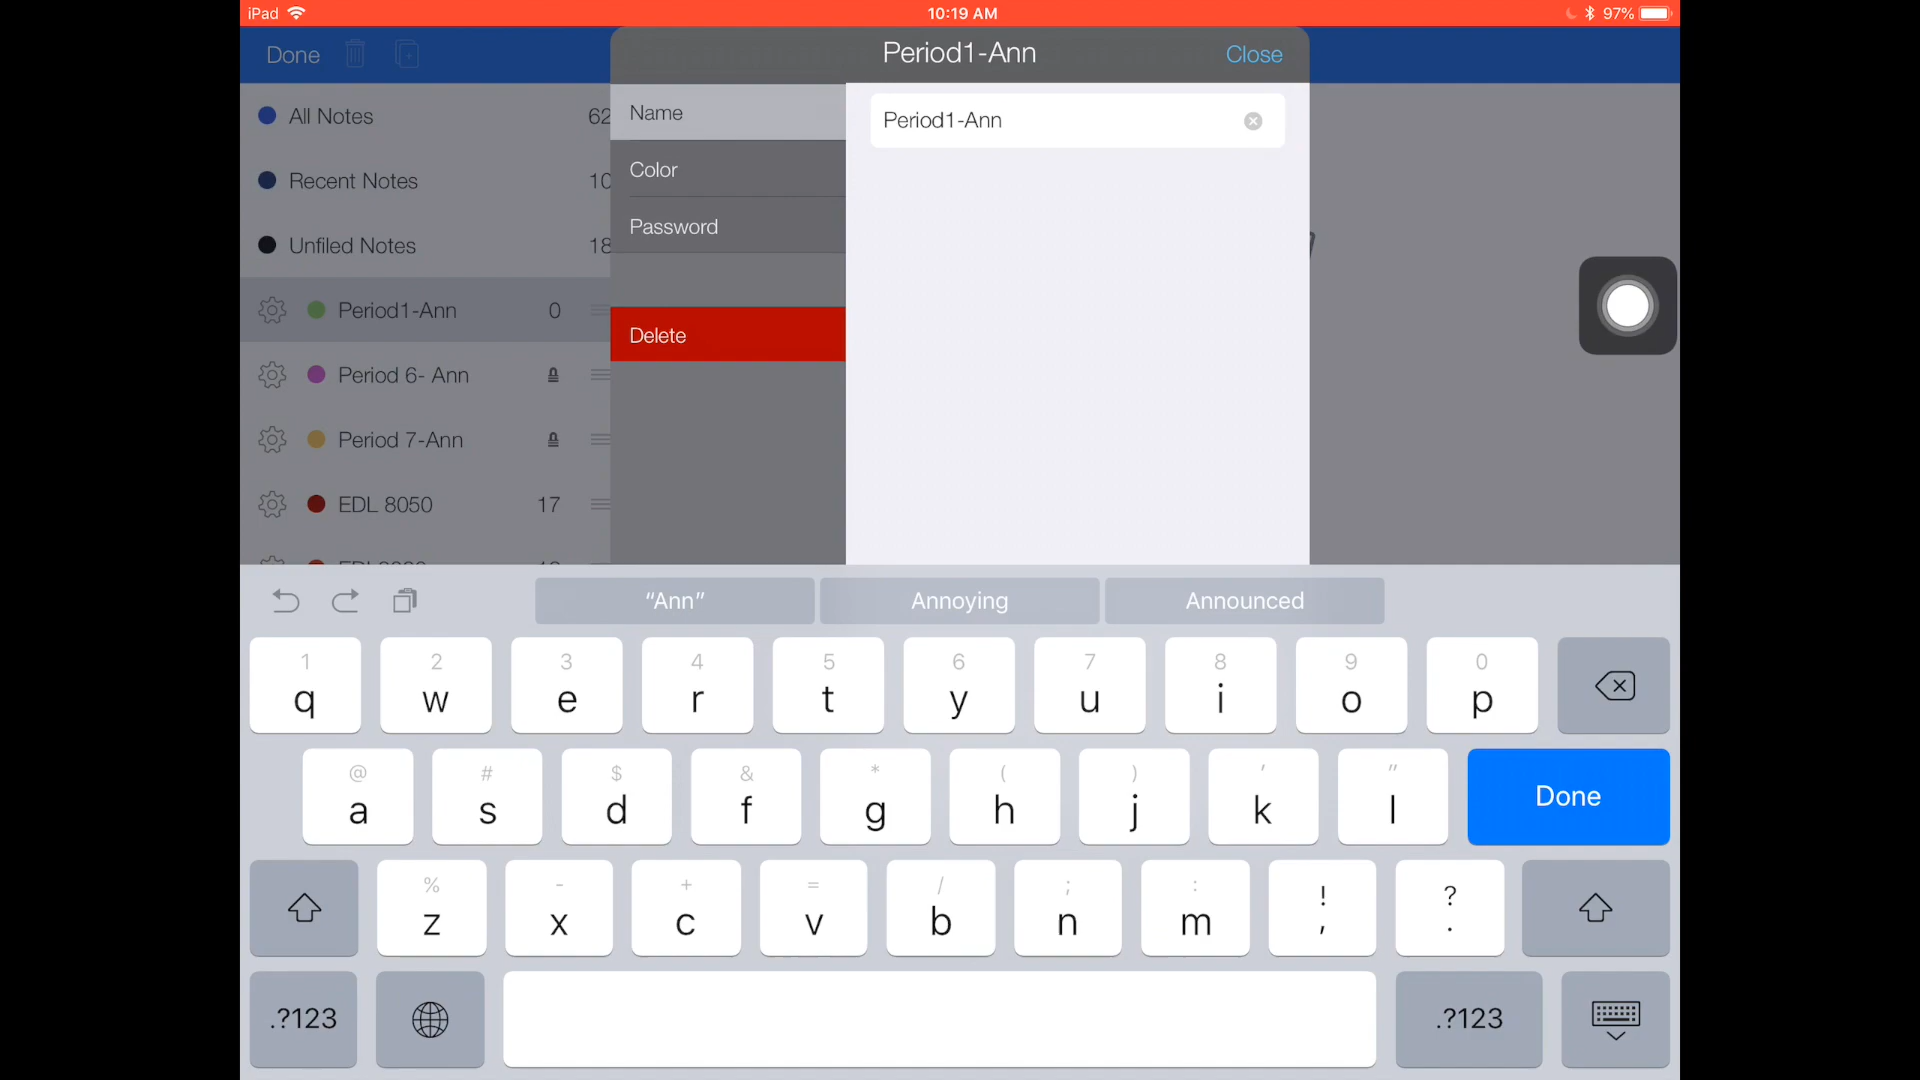 iPad 10:19 AM 97%
Done Period1-Ann Close
All Notes 62
Recent Notes 10
Unfiled Notes 18
Period1-Ann 0
Period 6- Ann
Period 7-Ann
EDL 8050 17
Name
Color
Password
Delete
Period1-Ann
“Ann” Annoying Announced
1 2 3 4 5 6 7 8 9 0
q w e r t y u i o p
@ # $ & * ( ) ' "
a s d f g h j k l Done
% - + = / ; : ! ?
z x c v b n m , .
.?123 .?123